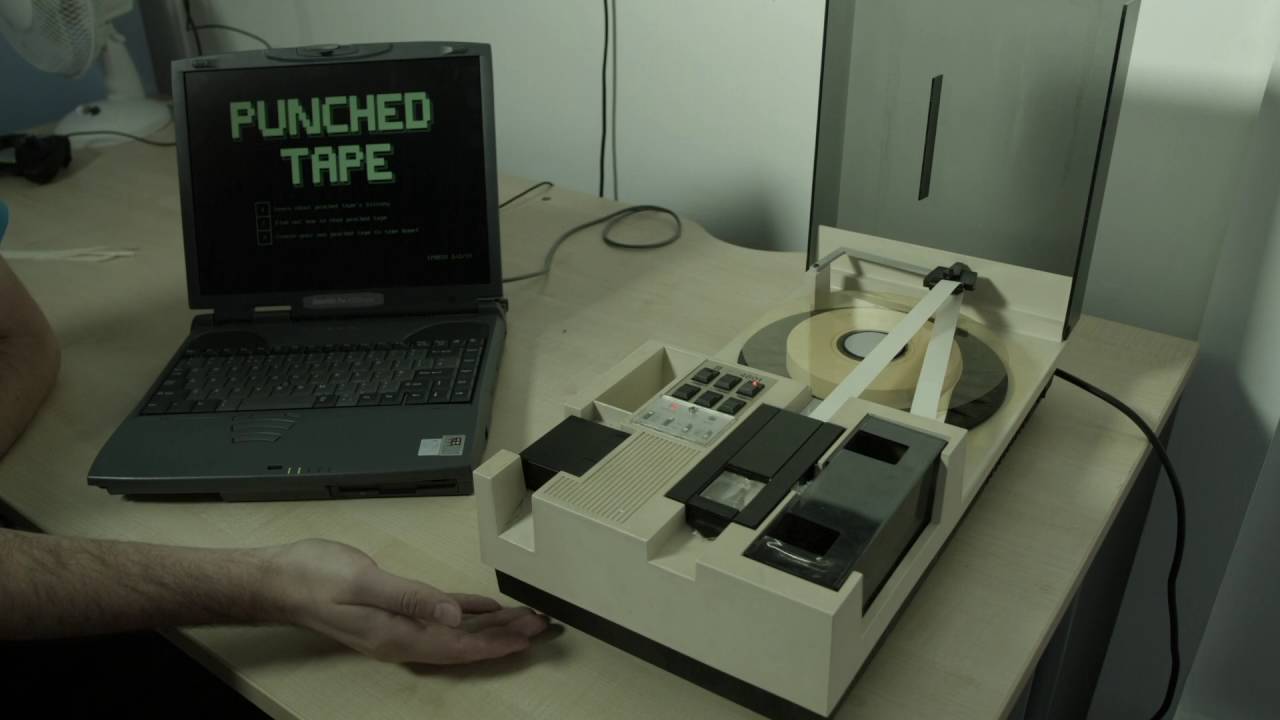 PUNCHED
TAPE
1 Learn about punched tape's history
2 Find out how to read punched tape
3 Create your own punched tape to take home!